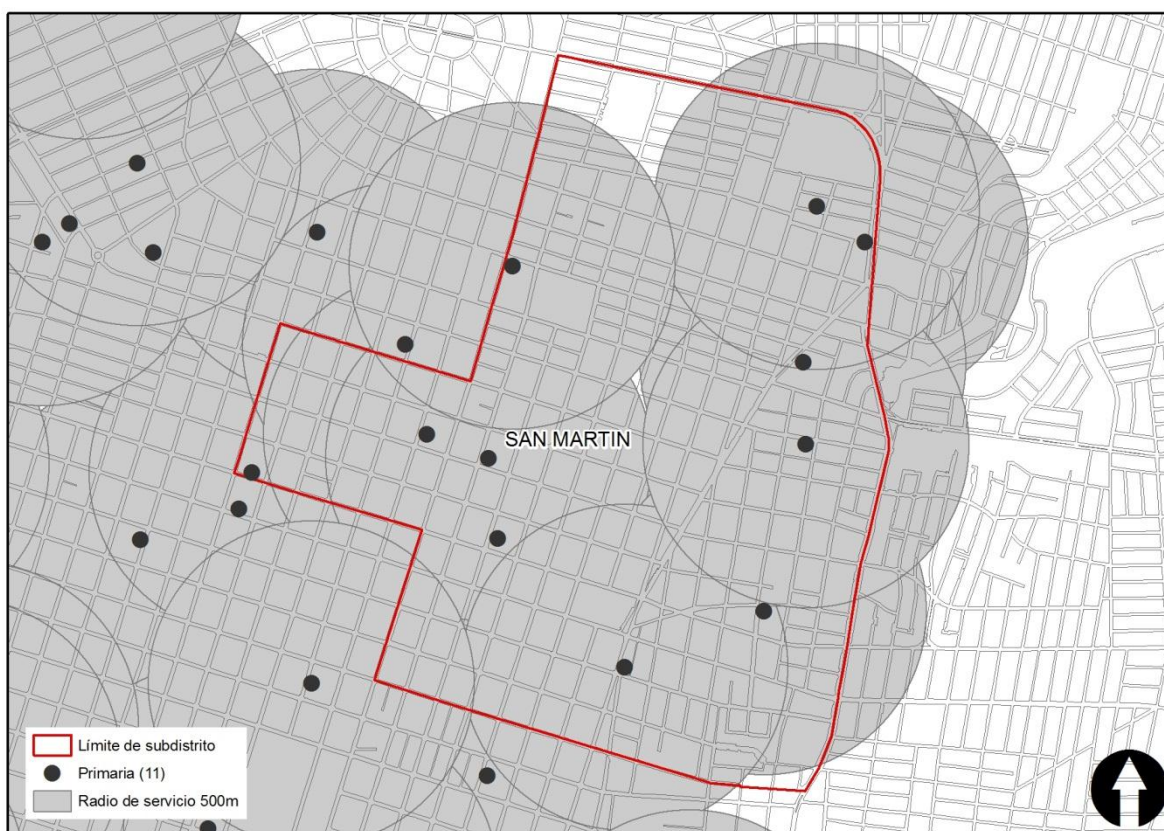 SAN MARTIN
Límite de subdistrito
Primaria (11)
Radio de servicio 500m